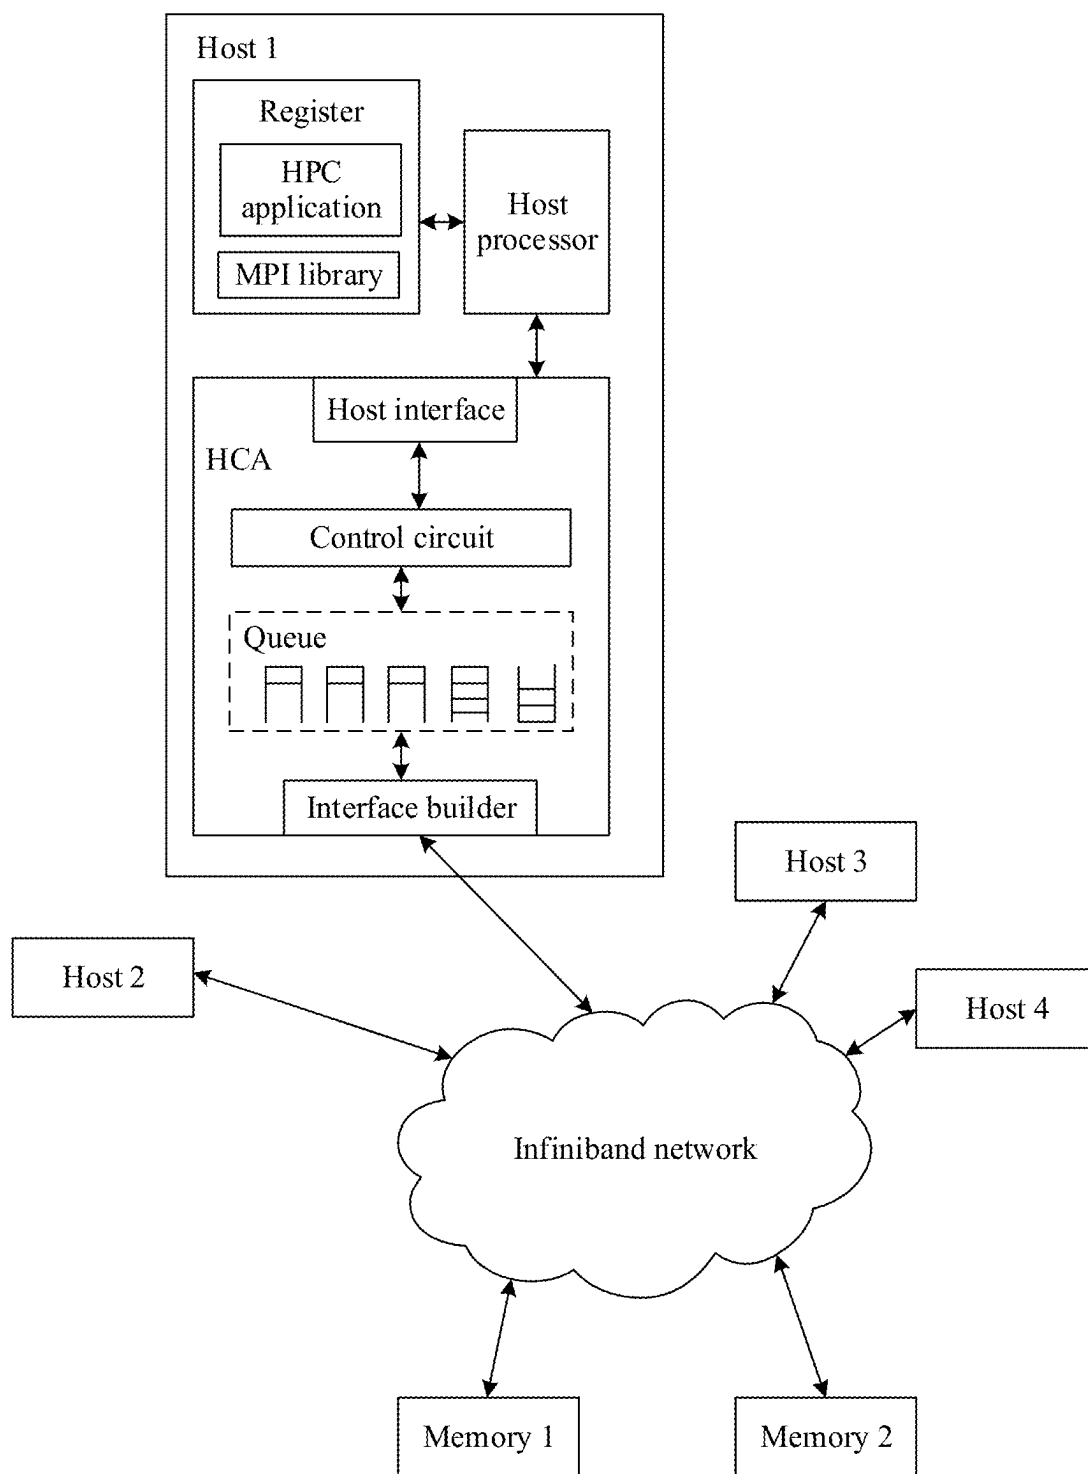 Host 1
Register
HPC
application
MPI library
Host
processor
Host interface
HCA
Control circuit
Queue
Interface builder
Host 3
Host 2
Host 4
Infiniband network
Memory 1
Memory 2